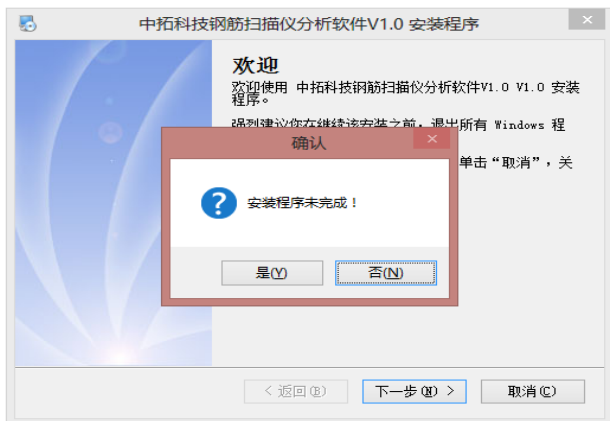 中拓科技钢筋扫描仪分析软件V1.0 安装程序
欢迎
欢迎使用 中拓科技钢筋扫描仪分析软件V1.0 V1.0 安装
程序。
强烈建议你在继续该安装之前，退出所有 Windows 程
确认
单击“取消”，关
安装程序未完成！
是(Y)
否(N)
< 返回(B)
下一步(N) >
取消(C)